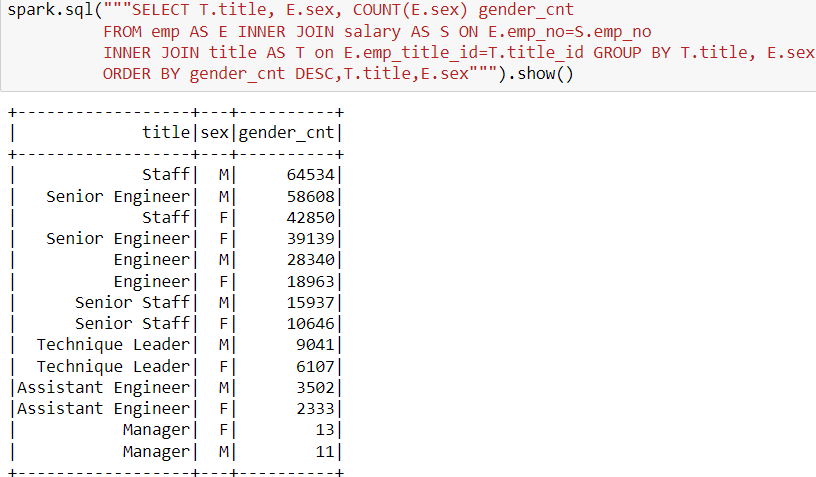 spark.sql("""SELECT T.title, E.sex, COUNT(E.sex) gender_cnt
FROM emp AS E INNER JOIN salary AS S ON E.emp_no=S.emp_no
INNER JOIN title AS T on E.emp_title_id=T.title_id GROUP BY T.title, E.sex
ORDER BY gender_cnt DESC,T.title,E.sex""").show()
+------------------+---+----------+
|             title|sex|gender_cnt|
+------------------+---+----------+
|             Staff|  M|     64534|
|   Senior Engineer|  M|     58608|
|             Staff|  F|     42850|
|   Senior Engineer|  F|     39139|
|          Engineer|  M|     28340|
|          Engineer|  F|     18963|
|      Senior Staff|  M|     15937|
|      Senior Staff|  F|     10646|
|  Technique Leader|  M|      9041|
|  Technique Leader|  F|      6107|
|Assistant Engineer|  M|      3502|
|Assistant Engineer|  F|      2333|
|           Manager|  F|        13|
|           Manager|  M|        11|
+------------------+---+----------+